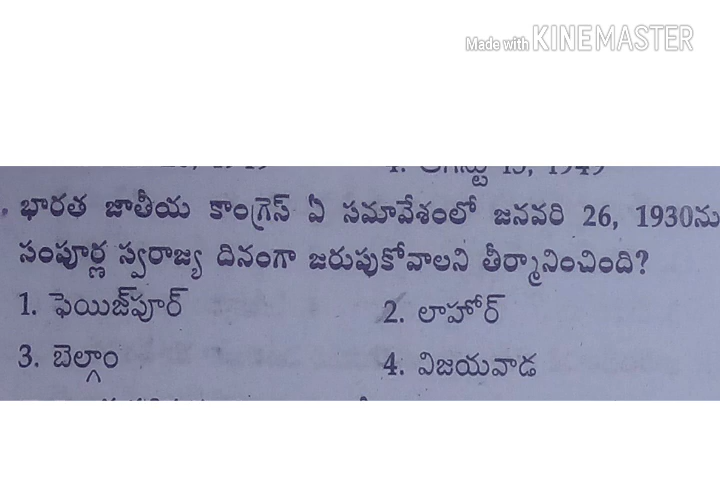 Made with KINEMASTER
భారత జాతీయ కాంగ్రెస్ ఏ సమావేశంలో జనవరి 26, 1930ను
సంపూర్ణ స్వరాజ్య దినంగా జరుపుకోవాలని తీర్మానించింది?
1. ఫెయిజ్‌పూర్ 2. లాహోర్
3. బెల్గాం 4. విజయవాడ